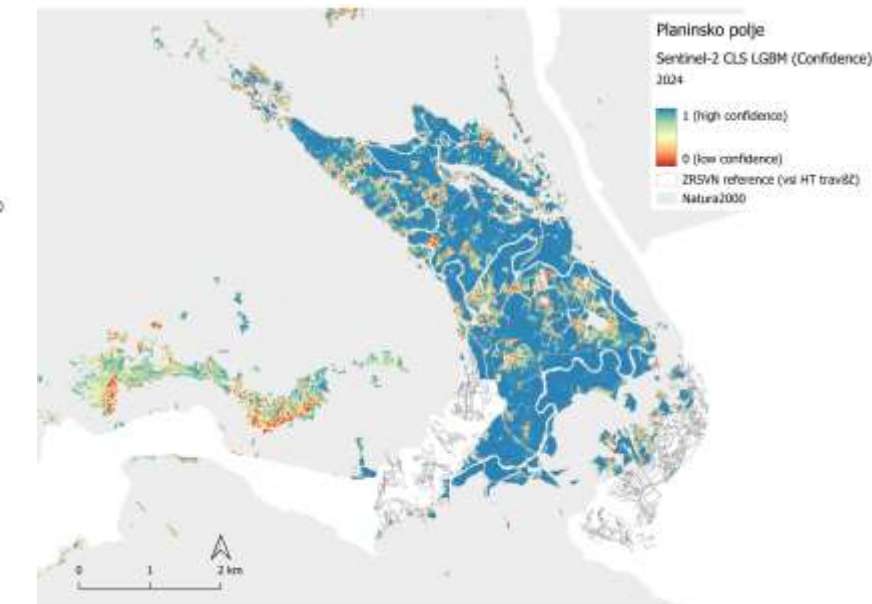 Planinsko polje
Sentinel-2 CLS LGBM (Confidence)
2024
1 (high confidence)
0 (low confidence)
ZRSVN reference (vsi HT travišč)
Natura2000
0 1 2 km